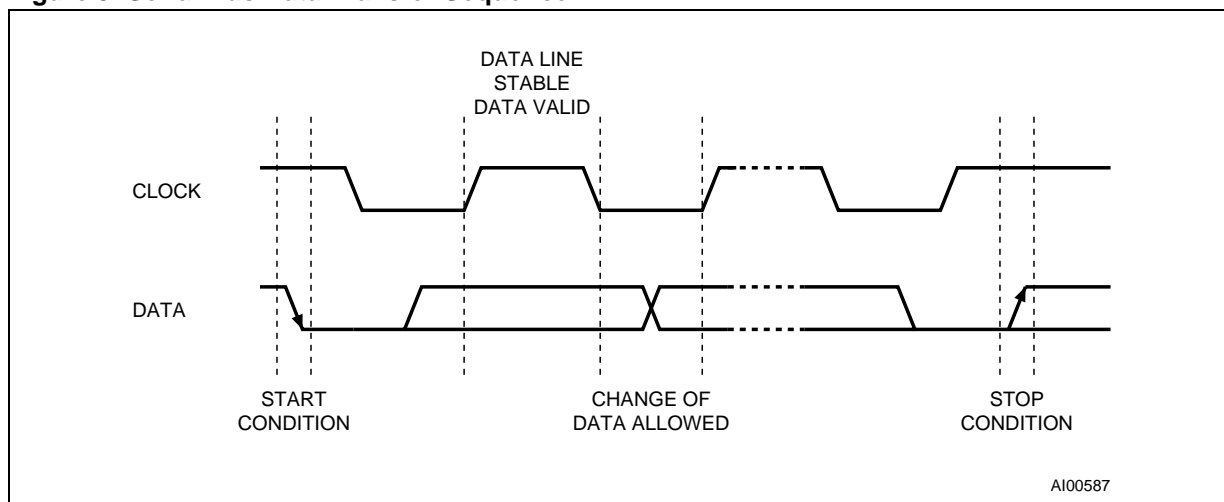 DATA LINE
STABLE
DATA VALID
CLOCK
DATA
START
CONDITION
CHANGE OF
DATA ALLOWED
STOP
CONDITION
AI00587